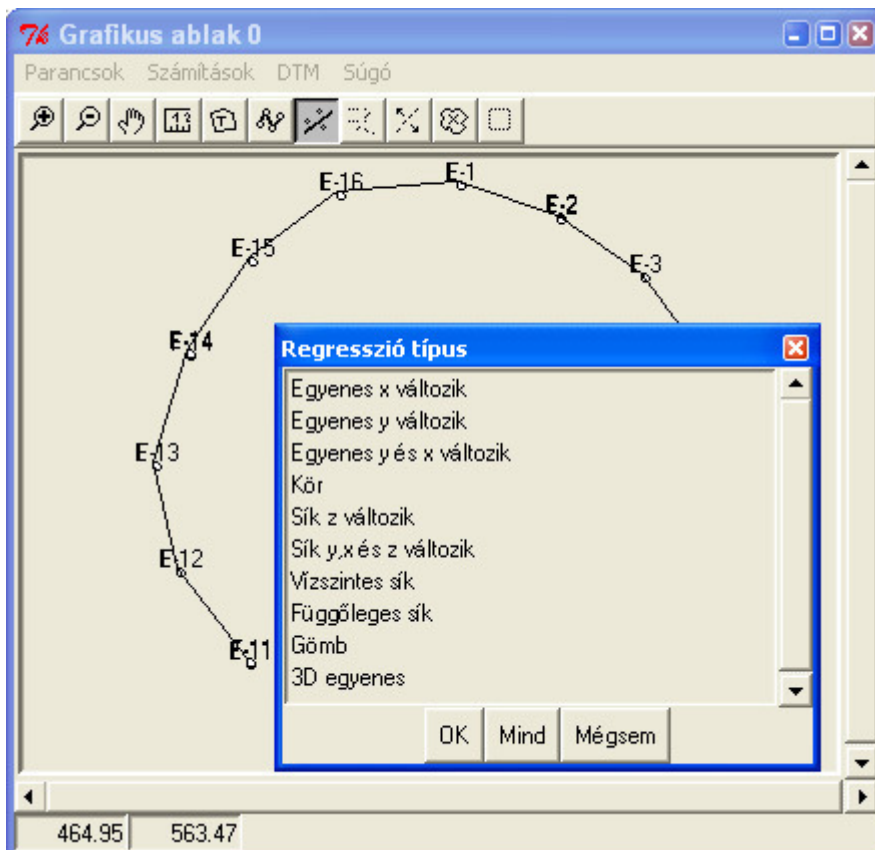 Grafikus ablak 0
Parancsok Számítások DTM Súgó
E-16
E-1
E-2
E-15
E-3
E-14
E-13
E-12
E-11
Regresszió típus
Egyenes x változik
Egyenes y változik
Egyenes y és x változik
Kör
Sík z változik
Sík y,x és z változik
Vízszintes sík
Függőleges sík
Gömb
3D egyenes
OK Mind Mégsem
464.95 563.47